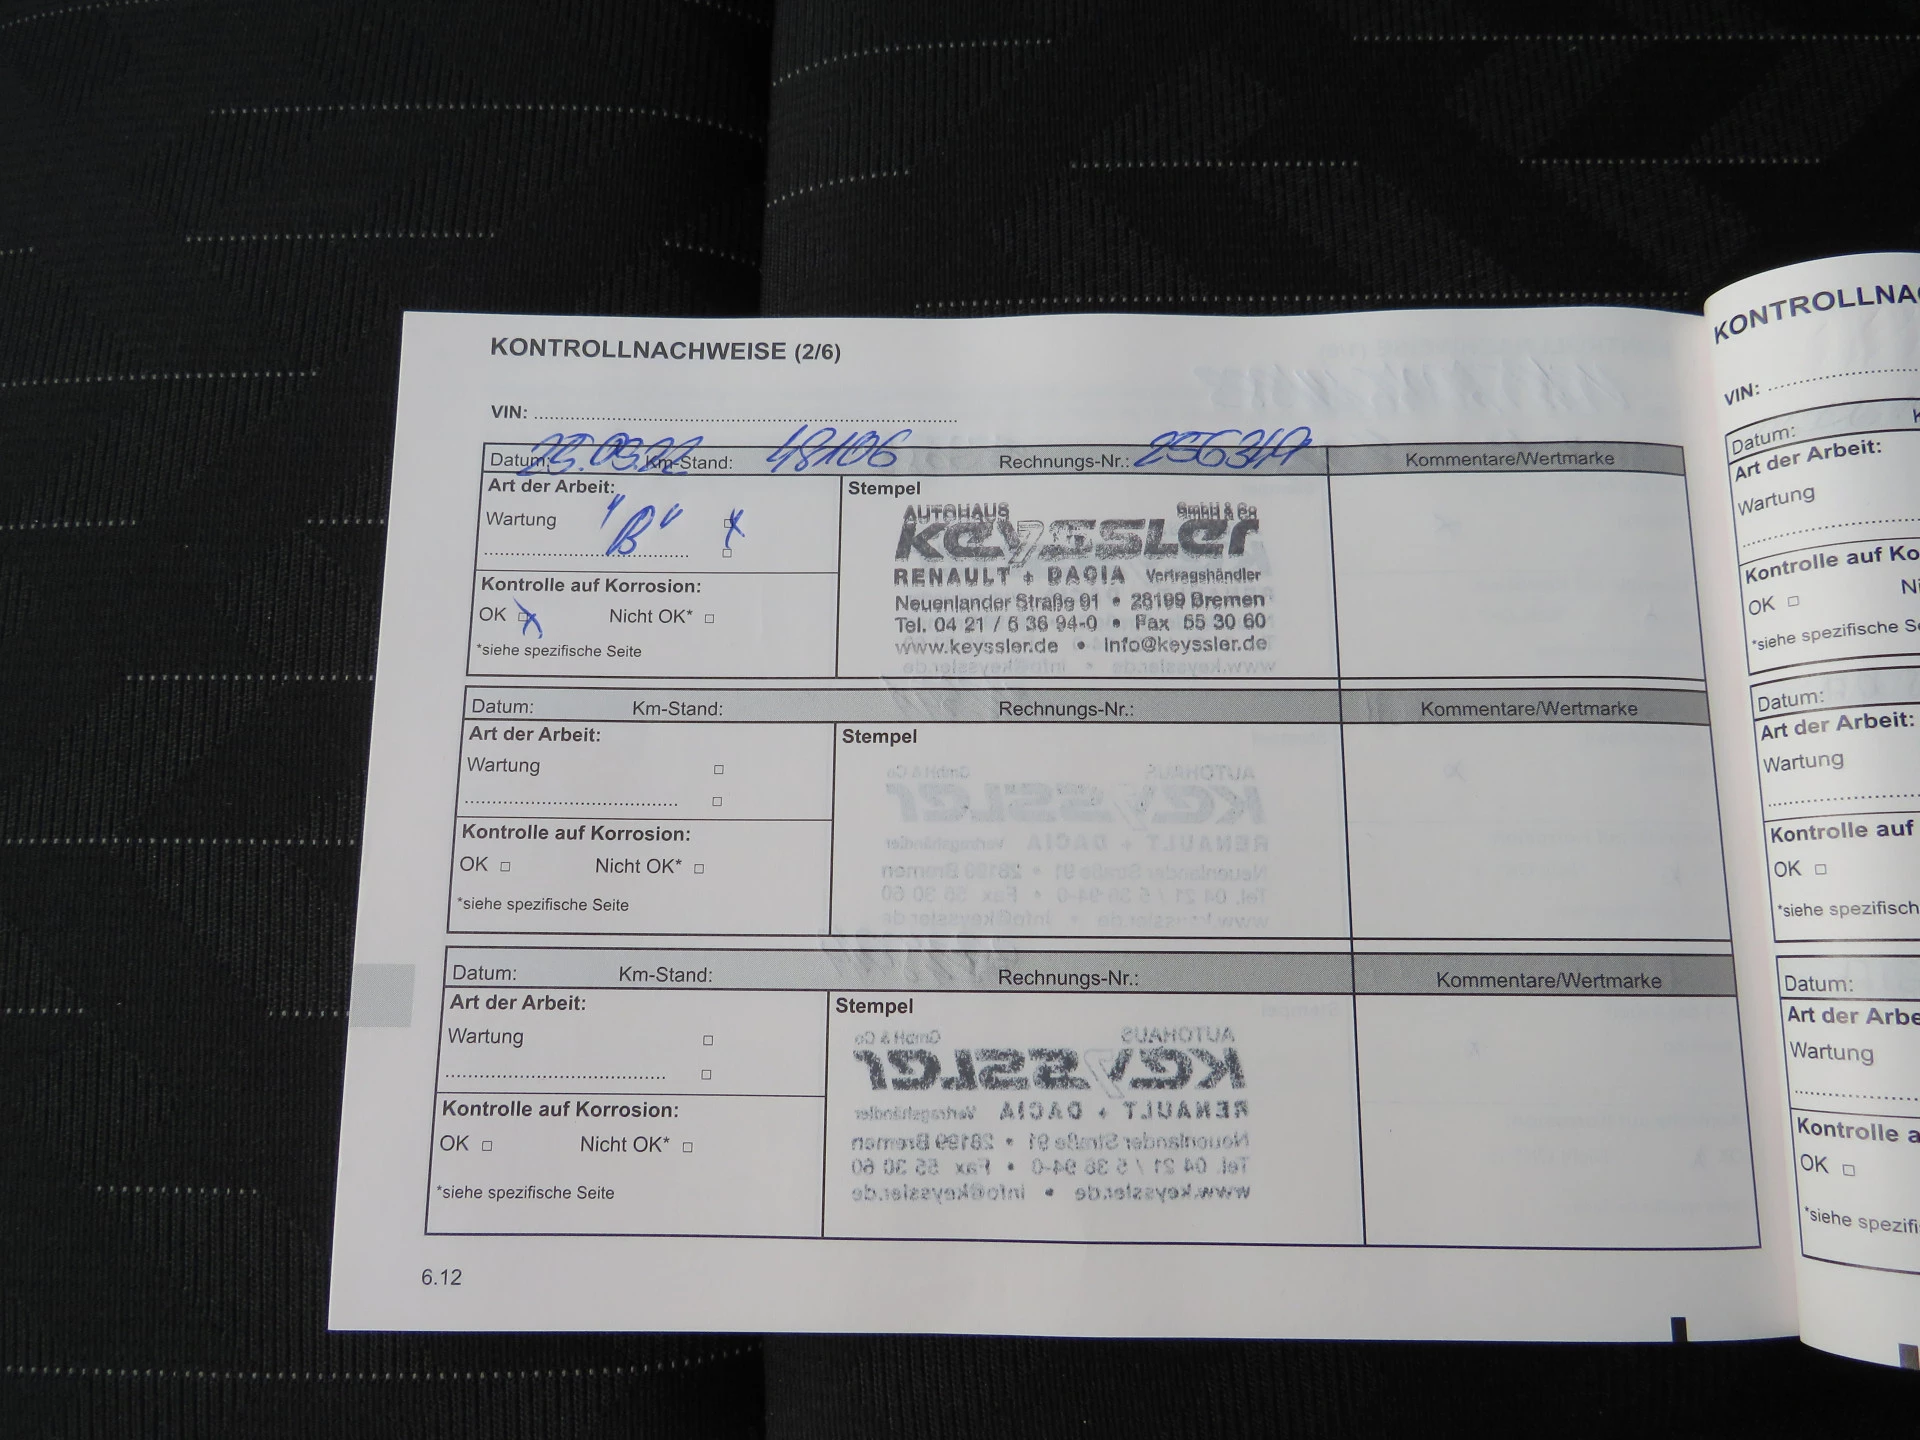 KONTROLLNACHWEISE (2/6)
VIN:
Datum: 25.03.22 Km-Stand: 48106 Rechnungs-Nr.: Kommentare/Wertmarke
Art der Arbeit:
Wartung "B" x
Kontrolle auf Korrosion:
OK x Nicht OK*
*siehe spezifische Seite
Stempel
AUTOHAUS GmbH & Co
Keyssler
RENAULT + DACIA Vertragshändler
Neuenlander Straße 91 • 28199 Bremen
Tel. 04 21 / 5 36 94-0 • Fax 55 30 60
www.keyssler.de • info@keyssler.de
Datum: Km-Stand: Rechnungs-Nr.: Kommentare/Wertmarke
Art der Arbeit:
Wartung
Kontrolle auf Korrosion:
OK Nicht OK*
*siehe spezifische Seite
Stempel
Datum: Km-Stand: Rechnungs-Nr.: Kommentare/Wertmarke
Art der Arbeit:
Wartung
Kontrolle auf Korrosion:
OK Nicht OK*
*siehe spezifische Seite
Stempel
6.12
KONTROLLNA
VIN:
Datum:
Art der Arbeit:
Wartung
Kontrolle auf Ko
OK Ni
*siehe spezifische S
Datum:
Art der Arbeit:
Wartung
Kontrolle auf
OK
*siehe spezifisch
Datum:
Art der Arbe
Wartung
Kontrolle a
OK
*siehe spezifi